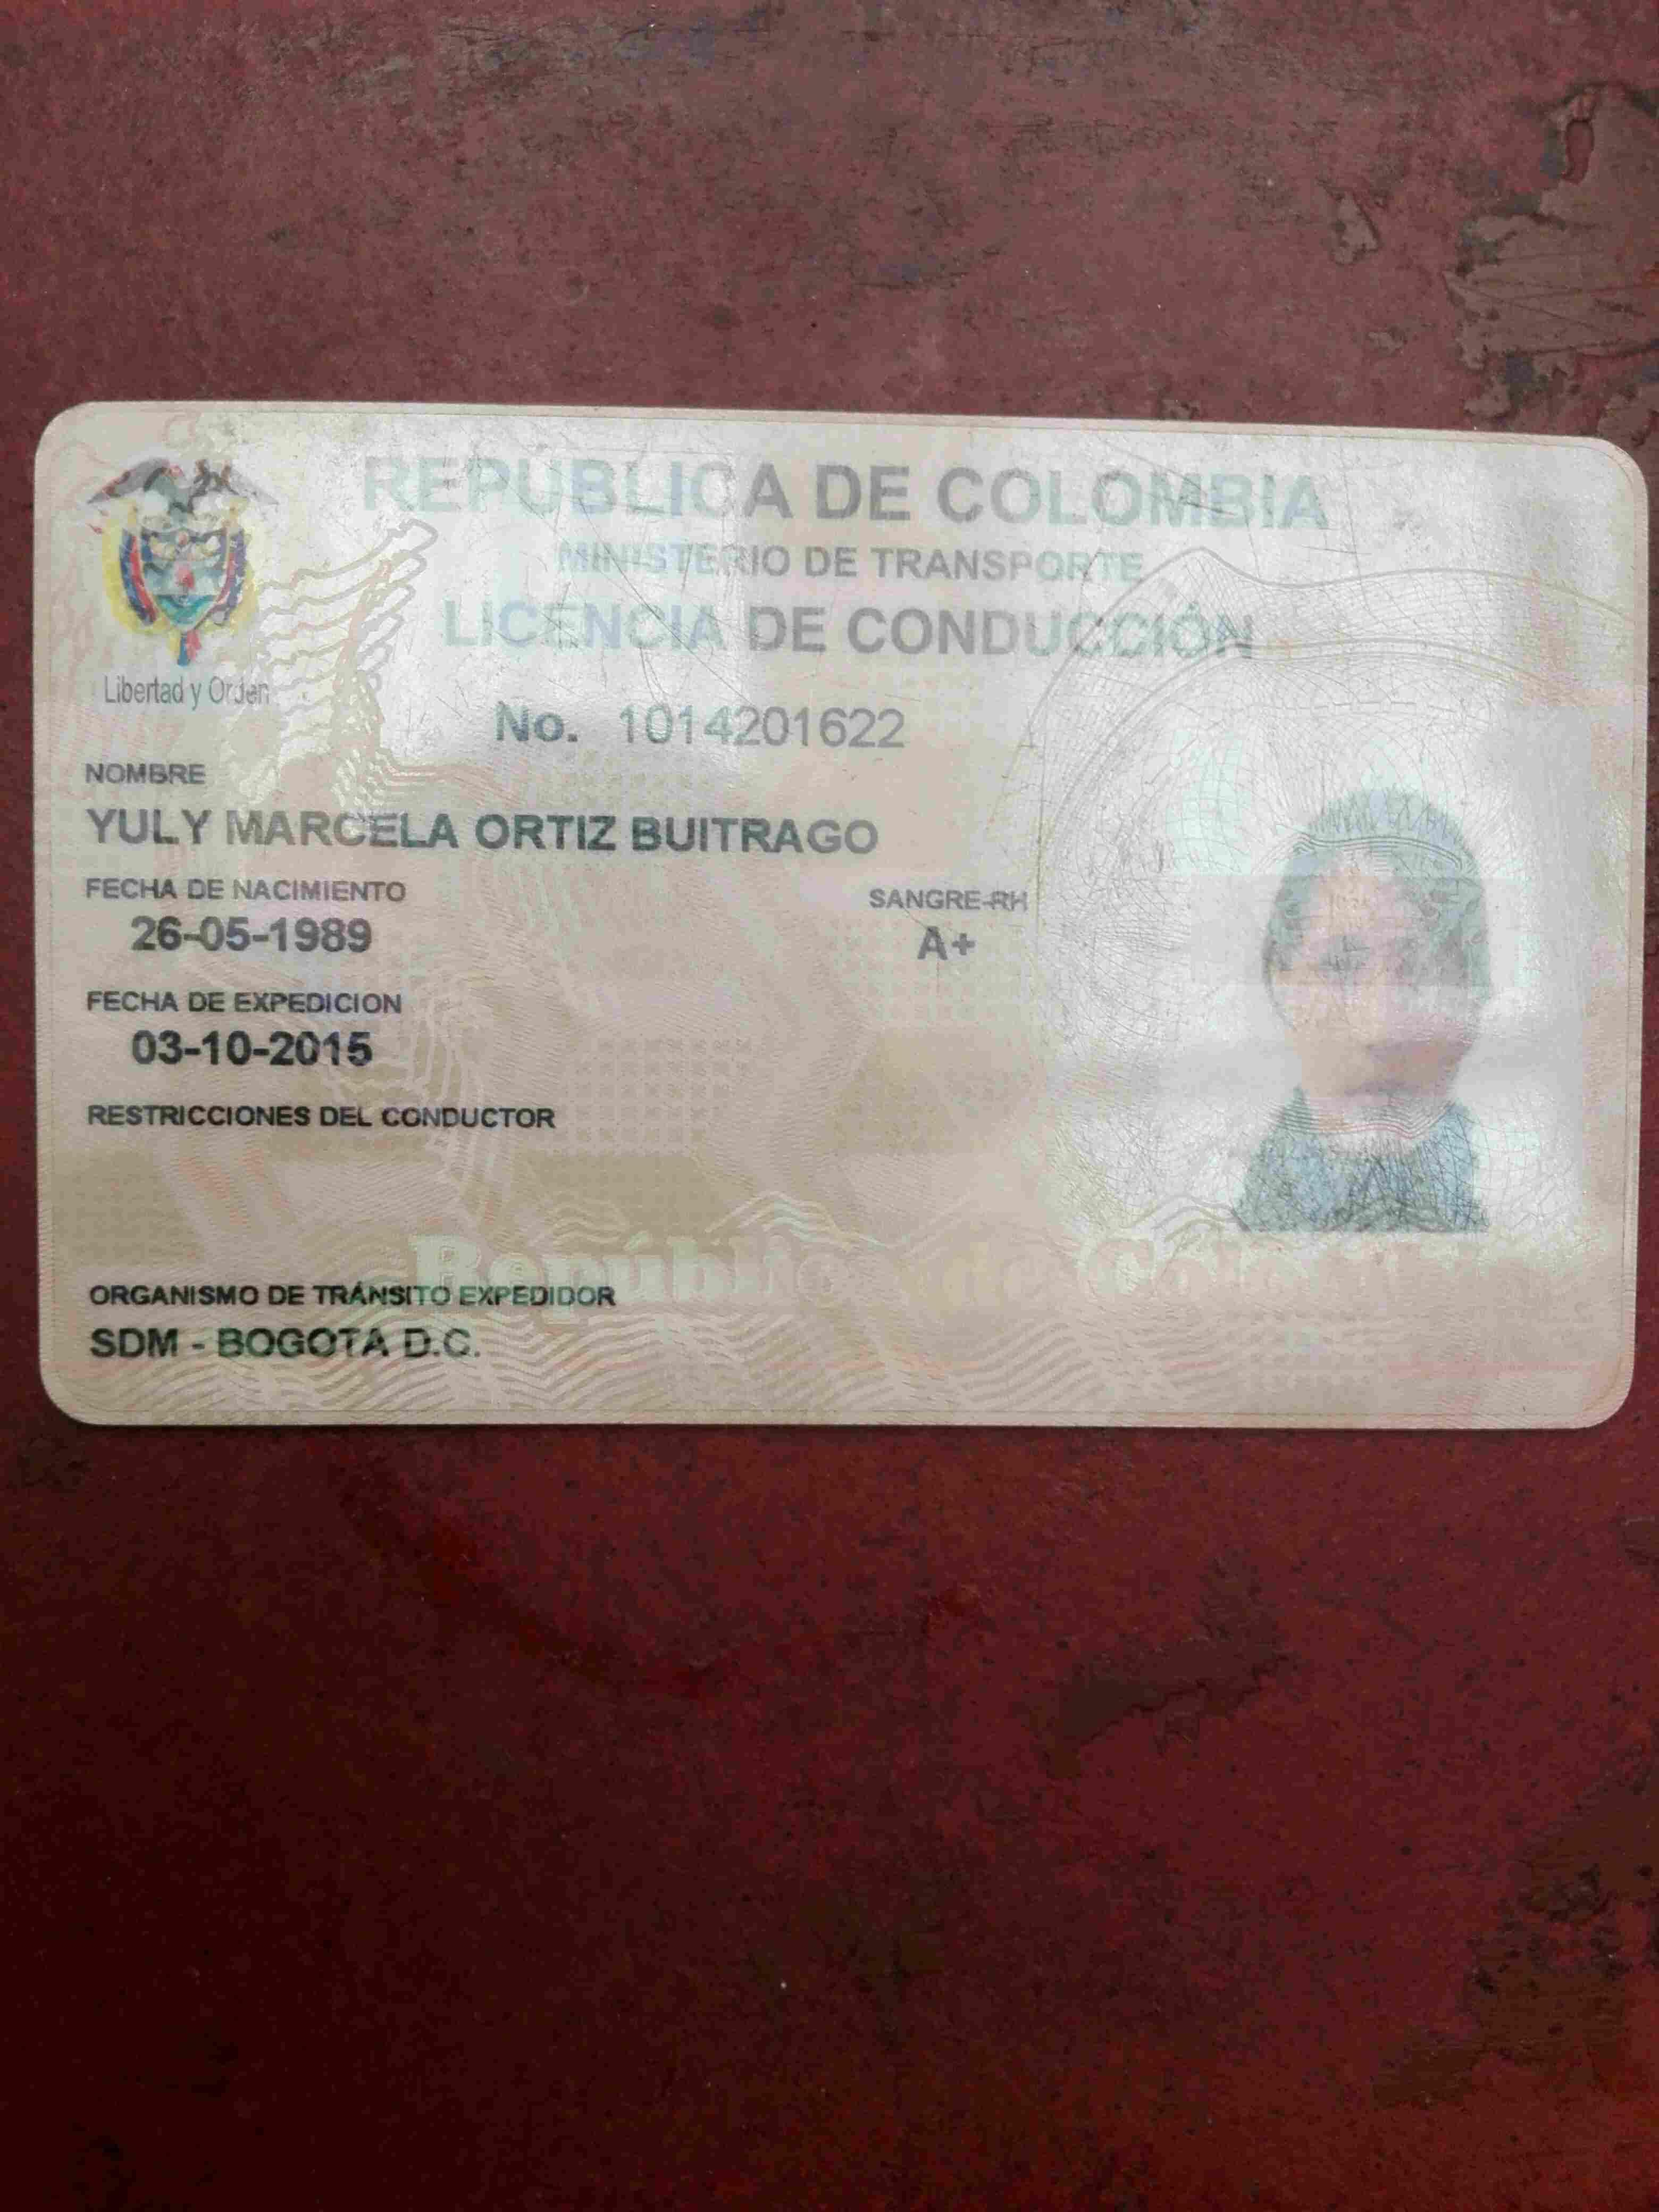 REPÚBLICA DE COLOMBIA
MINISTERIO DE TRANSPORTE
LICENCIA DE CONDUCCIÓN
Libertad y Orden
No. 1014201622
NOMBRE
YULY MARCELA ORTIZ BUITRAGO
FECHA DE NACIMIENTO
SANGRE-RH
26-05-1989
A+
FECHA DE EXPEDICION
03-10-2015
RESTRICCIONES DEL CONDUCTOR
República de Colombia
ORGANISMO DE TRÁNSITO EXPEDIDOR
SDM - BOGOTA D.C.